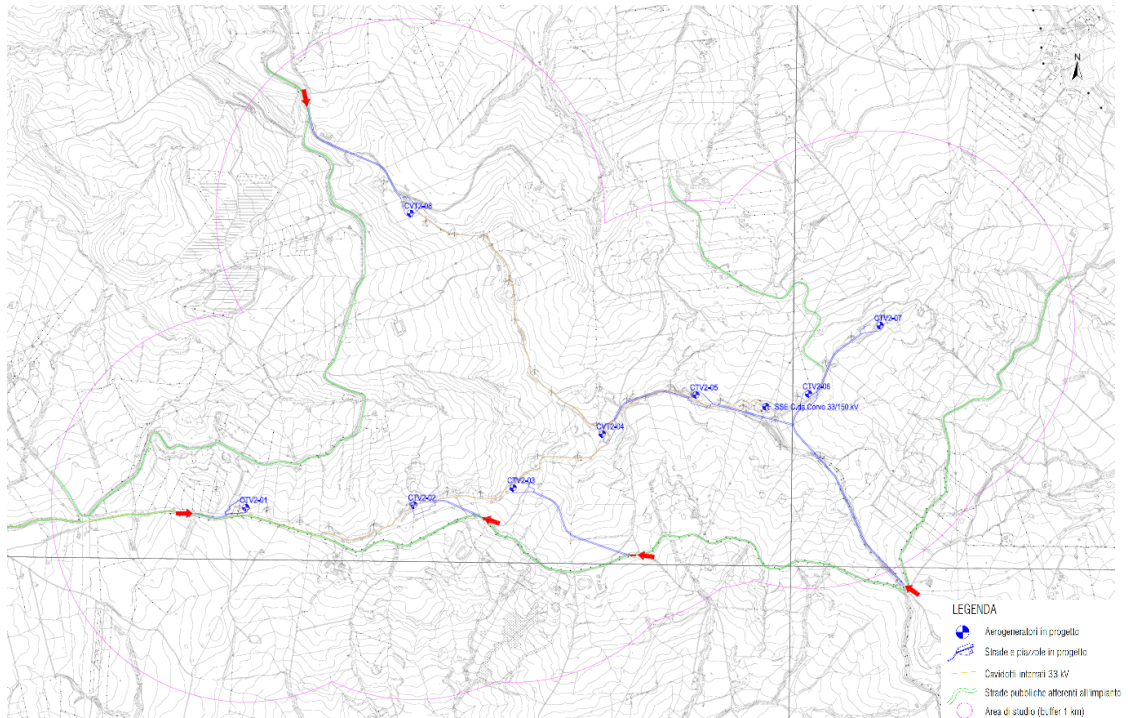 N
CVT2-08
CTV2-07
CTV2-05
CTV2-06
SSE C.da Corvo 33/150 kV
CVT2-04
CTV2-03
CTV2-02
CTV2-01
LEGENDA
Aerogeneratori in progetto
Strade e piazzole in progetto
Cavidotti interrati 33 kV
Strade pubbliche afferenti all'impianto
Area di studio (buffer 1 km)